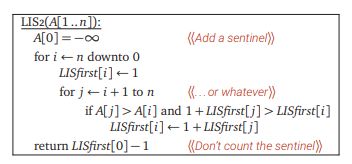 LIS2(A[1..n]):
A[0] = −∞ ⟨⟨Add a sentinel⟩⟩
for i ← n downto 0
LISfirst[i] ← 1
for j ← i + 1 to n ⟨⟨... or whatever⟩⟩
if A[j] > A[i] and 1 + LISfirst[j] > LISfirst[i]
LISfirst[i] ← 1 + LISfirst[j]
return LISfirst[0] − 1 ⟨⟨Don't count the sentinel⟩⟩